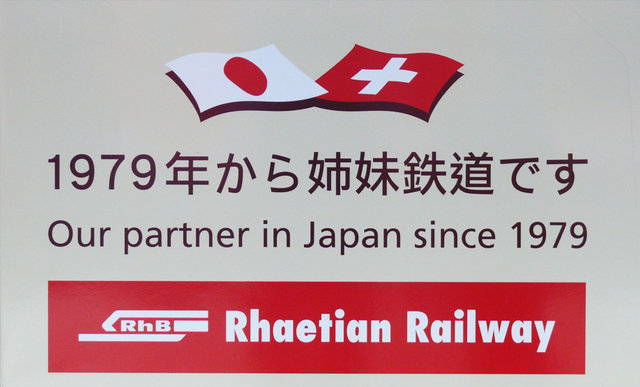 1979年から姉妹鉄道です
Our partner in Japan since 1979
RhB Rhaetian Railway